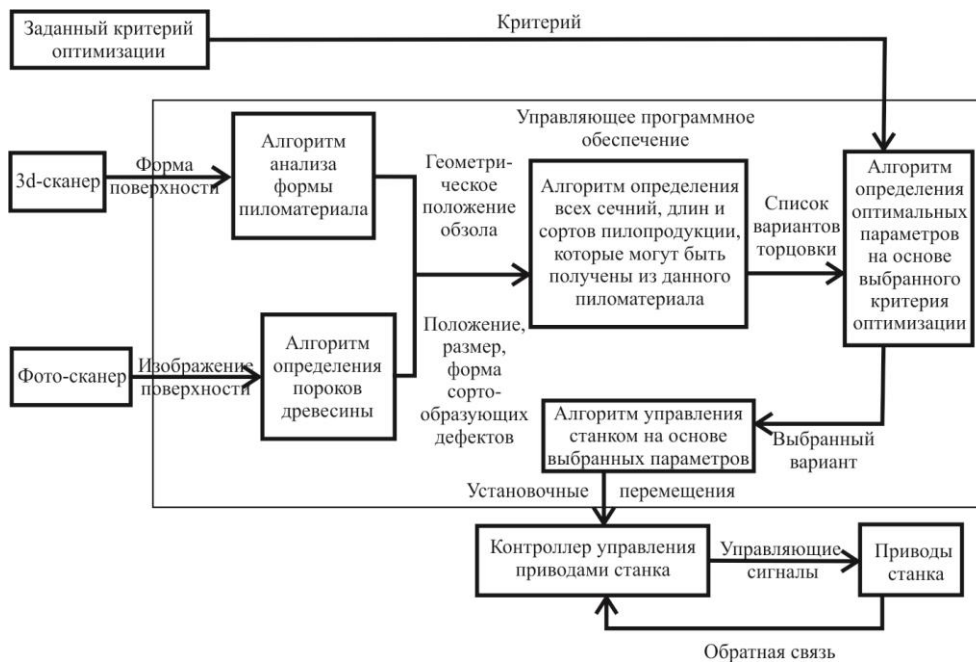 Заданный критерий
оптимизации
Критерий
Управляющее программное
обеспечение
3d-сканер
Форма
поверхности
Алгоритм
анализа
формы
пиломатериала
Геометри-
ческое
положение
обзола
Алгоритм определения
всех сечний, длин и
сортов пилопродукции,
которые могут быть
получены из данного
пиломатериала
Список
вариантов
торцовки
Алгоритм
определения
оптимальных
параметров
на основе
выбранного
критерия
оптимизации
Фото-сканер
Изображение
поверхности
Алгоритм
определения
пороков
древесины
Положение,
размер,
форма
сорто-
образующих
дефектов
Алгоритм управления
станком на основе
выбранных параметров
Выбранный
вариант
Установочные перемещения
Контроллер управления
приводами станка
Управляющие
сигналы
Приводы
станка
Обратная связь